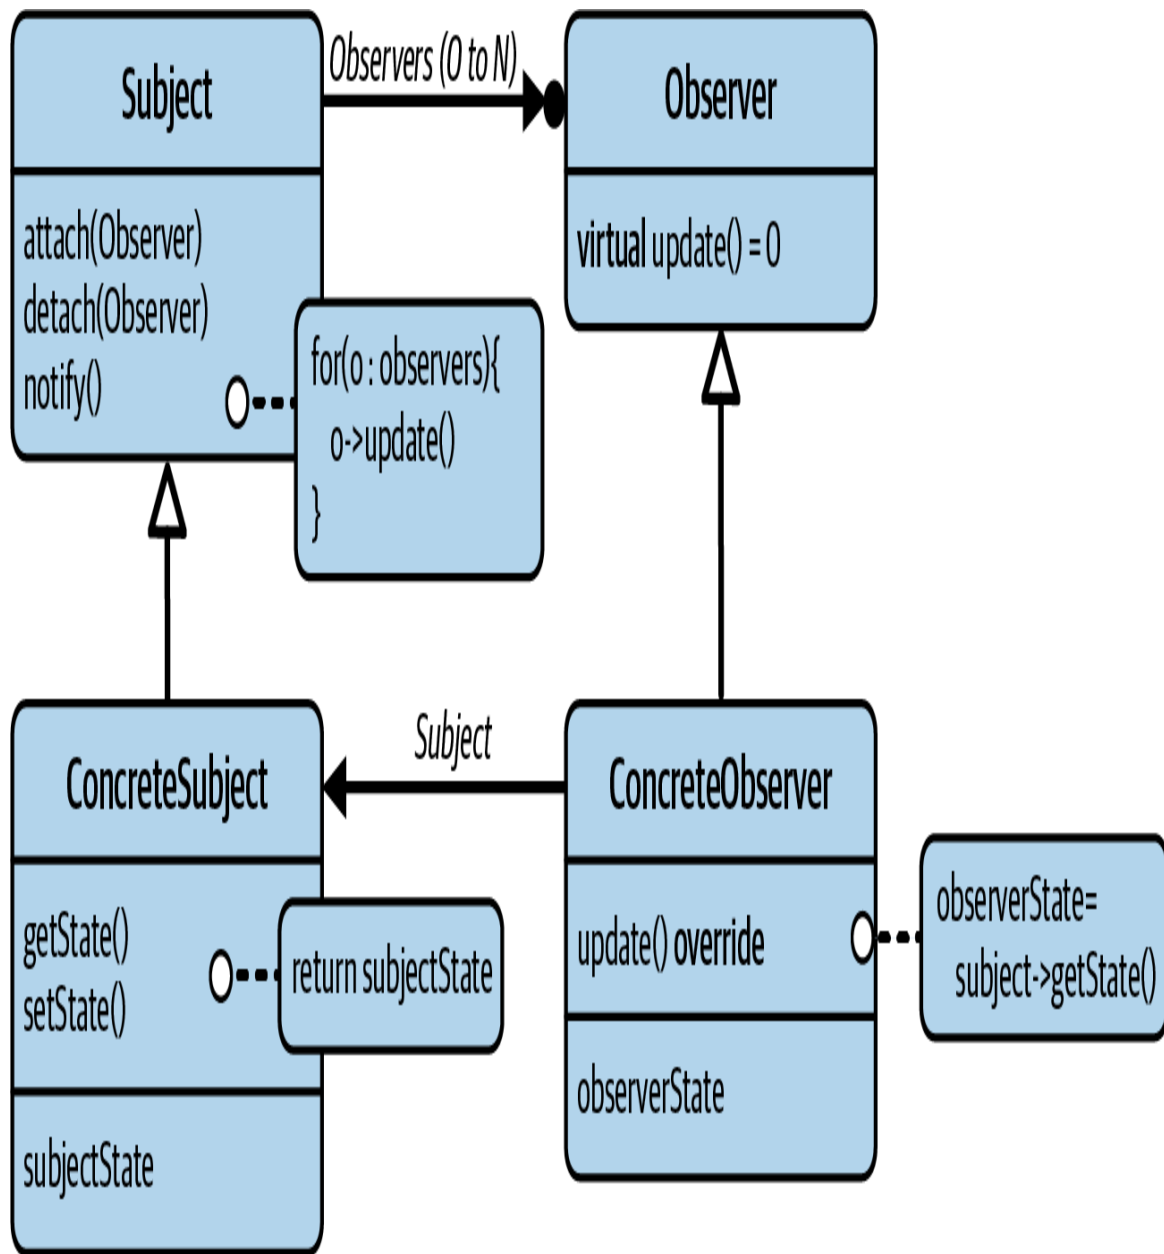 Subject
Observers (0 to N)
Observer
attach(Observer)
detach(Observer)
notify()
for(o : observers){
o->update()
}
virtual update() = 0
ConcreteSubject
Subject
ConcreteObserver
getState()
setState()
return subjectState
subjectState
update() override
observerState=
subject->getState()
observerState